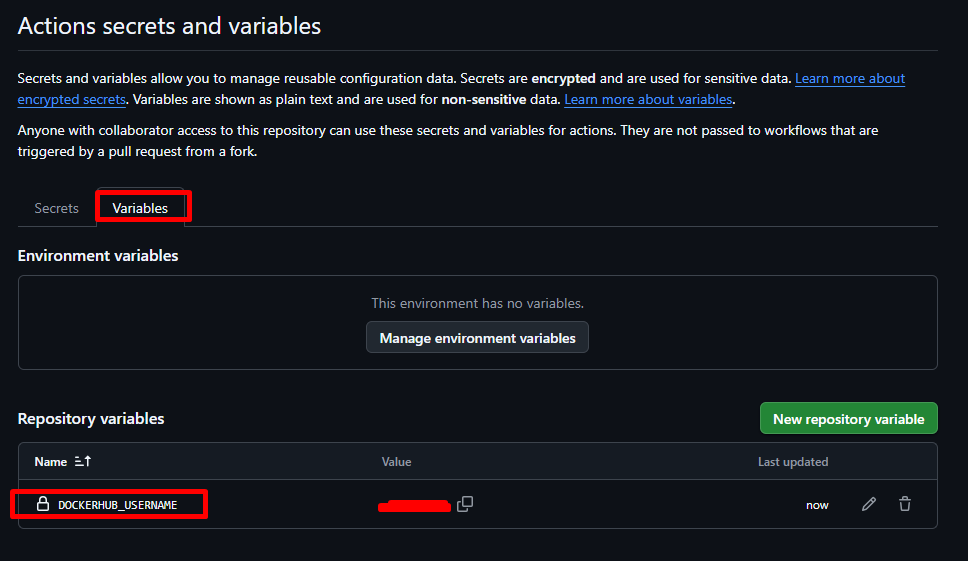 Actions secrets and variables
Secrets and variables allow you to manage reusable configuration data. Secrets are encrypted and are used for sensitive data. Learn more about
encrypted secrets. Variables are shown as plain text and are used for non-sensitive data. Learn more about variables.
Anyone with collaborator access to this repository can use these secrets and variables for actions. They are not passed to workflows that are
triggered by a pull request from a fork.
Secrets Variables
Environment variables
This environment has no variables.
Manage environment variables
Repository variables New repository variable
Name Value Last updated
DOCKERHUB_USERNAME now